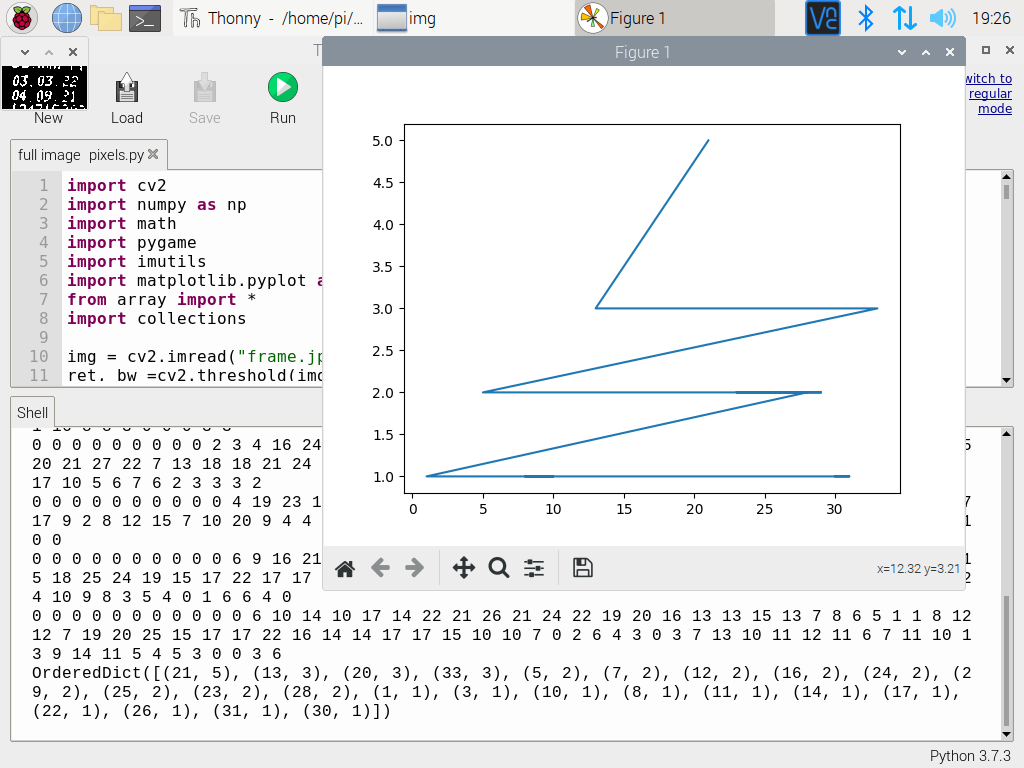 Thonny - /home/pi/...
img
Figure 1
19:26
Figure 1
T
03.03.22
04.09.21
New
Load
Save
Run
witch to
regular
mode
full image pixels.py
1 import cv2
2 import numpy as np
3 import math
4 import pygame
5 import imutils
6 import matplotlib.pyplot a
7 from array import *
8 import collections
9
10 img = cv2.imread("frame.jp
11 ret, bw =cv2.threshold(img
5.0
4.5
4.0
3.5
3.0
2.5
2.0
1.5
1.0
0 5 10 15 20 25 30
x=12.32 y=3.21
Shell
0 0 0 0 0 0 0 0 0 2 3 4 16 24 5
20 21 27 22 7 13 18 18 21 24
17 10 5 6 7 6 2 3 3 3 2
0 0 0 0 0 0 0 0 0 0 4 19 23 1 7
17 9 2 8 12 15 7 10 20 9 4 4 1
0 0
0 0 0 0 0 0 0 0 0 0 6 9 16 21 1
5 18 25 24 19 15 17 22 17 17 2
4 10 9 8 3 5 4 0 1 6 6 4 0
0 0 0 0 0 0 0 0 0 0 0 6 10 14 10 17 14 22 21 26 21 24 22 19 20 16 13 13 15 13 7 8 6 5 1 1 8 12
12 7 19 20 25 15 17 17 22 16 14 14 17 17 15 10 10 7 0 2 6 4 3 0 3 7 13 10 11 12 11 6 7 11 10 1
3 9 14 11 5 4 5 3 0 0 3 6
OrderedDict([(21, 5), (13, 3), (20, 3), (33, 3), (5, 2), (7, 2), (12, 2), (16, 2), (24, 2), (2
9, 2), (25, 2), (23, 2), (28, 2), (1, 1), (3, 1), (10, 1), (8, 1), (11, 1), (14, 1), (17, 1),
(22, 1), (26, 1), (31, 1), (30, 1)])
Python 3.7.3